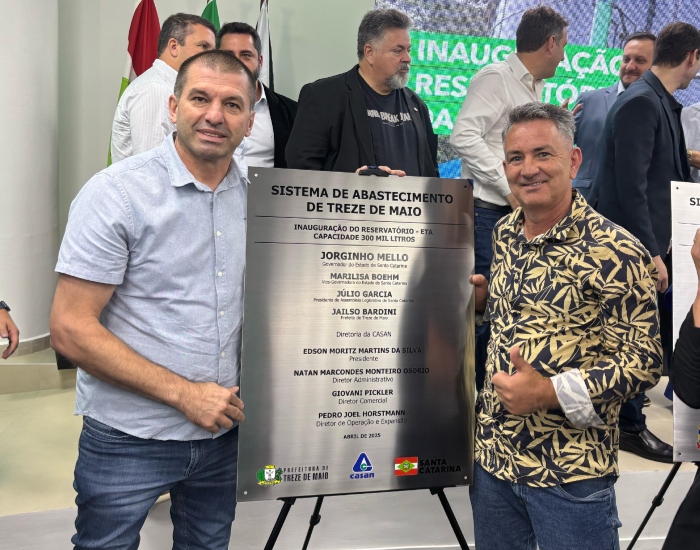 INAUGURAÇÃO
RESERVATÓR
DA
SISTEMA DE ABASTECIMENTO
DE TREZE DE MAIO
INAUGURAÇÃO DO RESERVATÓRIO - ETA
CAPACIDADE 300 MIL LITROS
JORGINHO MELLO
Governador do Estado de Santa Catarina
MARILISA BOEHM
Vice-Governadora do Estado de Santa Catarina
JÚLIO GARCIA
Presidente da Assembleia Legislativa de Santa Catarina
JAILSO BARDINI
Prefeito de Treze de Maio
Diretoria da CASAN
EDSON MORITZ MARTINS DA SILVA
Presidente
NATAN MARCONDES MONTEIRO OSORIO
Diretor Administrativo
GIOVANI PICKLER
Diretor Comercial
PEDRO JOEL HORSTMANN
Diretor de Operação e Expansão
ABRIL DE 2025
PREFEITURA DE
TREZE DE MAIO
casan
SANTA
CATARINA
SI